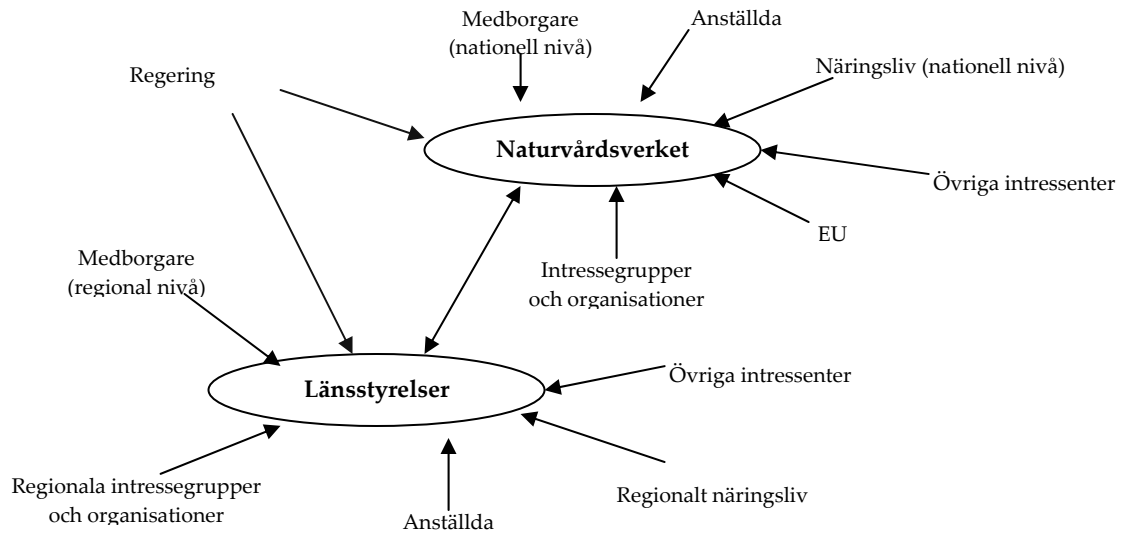 Medborgare
(nationell nivå)
Anställda
Regering
Näringsliv (nationell nivå)
Naturvårdsverket
Övriga intressenter
EU
Medborgare
(regional nivå)
Intressegrupper
och organisationer
Länsstyrelser
Övriga intressenter
Regionala intressegrupper
och organisationer
Anställda
Regionalt näringsliv